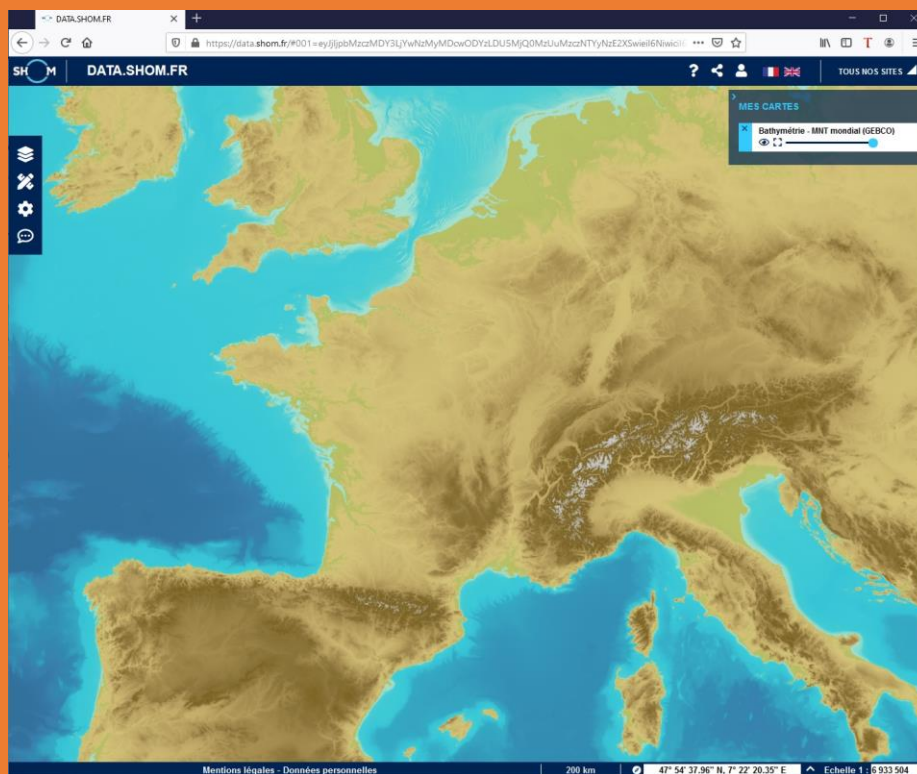 DATA.SHOM.FR
https://data.shom.fr/#001=
SHOM DATA.SHOM.FR ? TOUS NOS SITES
MES CARTES
Bathymétrie - MNT mondial (GEBCO)
Mentions légales - Données personnelles 200 km 47° 54' 37.96" N, 7° 22' 20.35" E Echelle 1 : 6 933 504